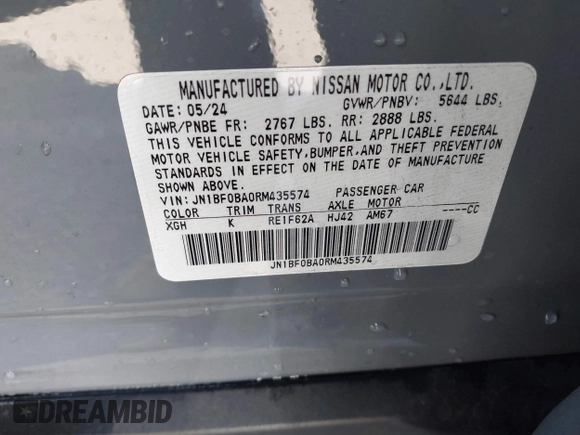 MANUFACTURED BY NISSAN MOTOR CO.,LTD.
DATE: 05/24 GVWR/PNBV: 5644 LBS.
GAWR/PNBE FR: 2767 LBS. RR: 2888 LBS.
THIS VEHICLE CONFORMS TO ALL APPLICABLE FEDERAL
MOTOR VEHICLE SAFETY,BUMPER,AND THEFT PREVENTION
STANDARDS IN EFFECT ON THE DATE OF MANUFACTURE
SHOWN ABOVE.
VIN: JN1BF0BA0RM435574 PASSENGER CAR
COLOR TRIM TRANS AXLE MOTOR
XGH K RE1F62A HJ42 AM67 ----CC
JN1BF0BA0RM435574
DREAMBID